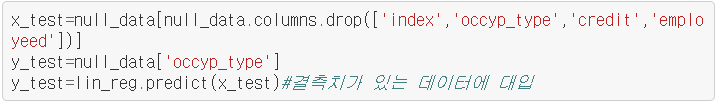 x_test=null_data[null_data.columns.drop(['index','occyp_type','credit','emplo
yeed'])]
y_test=null_data['occyp_type']
y_test=lin_reg.predict(x_test)#결측치가 있는 데이터에 대입